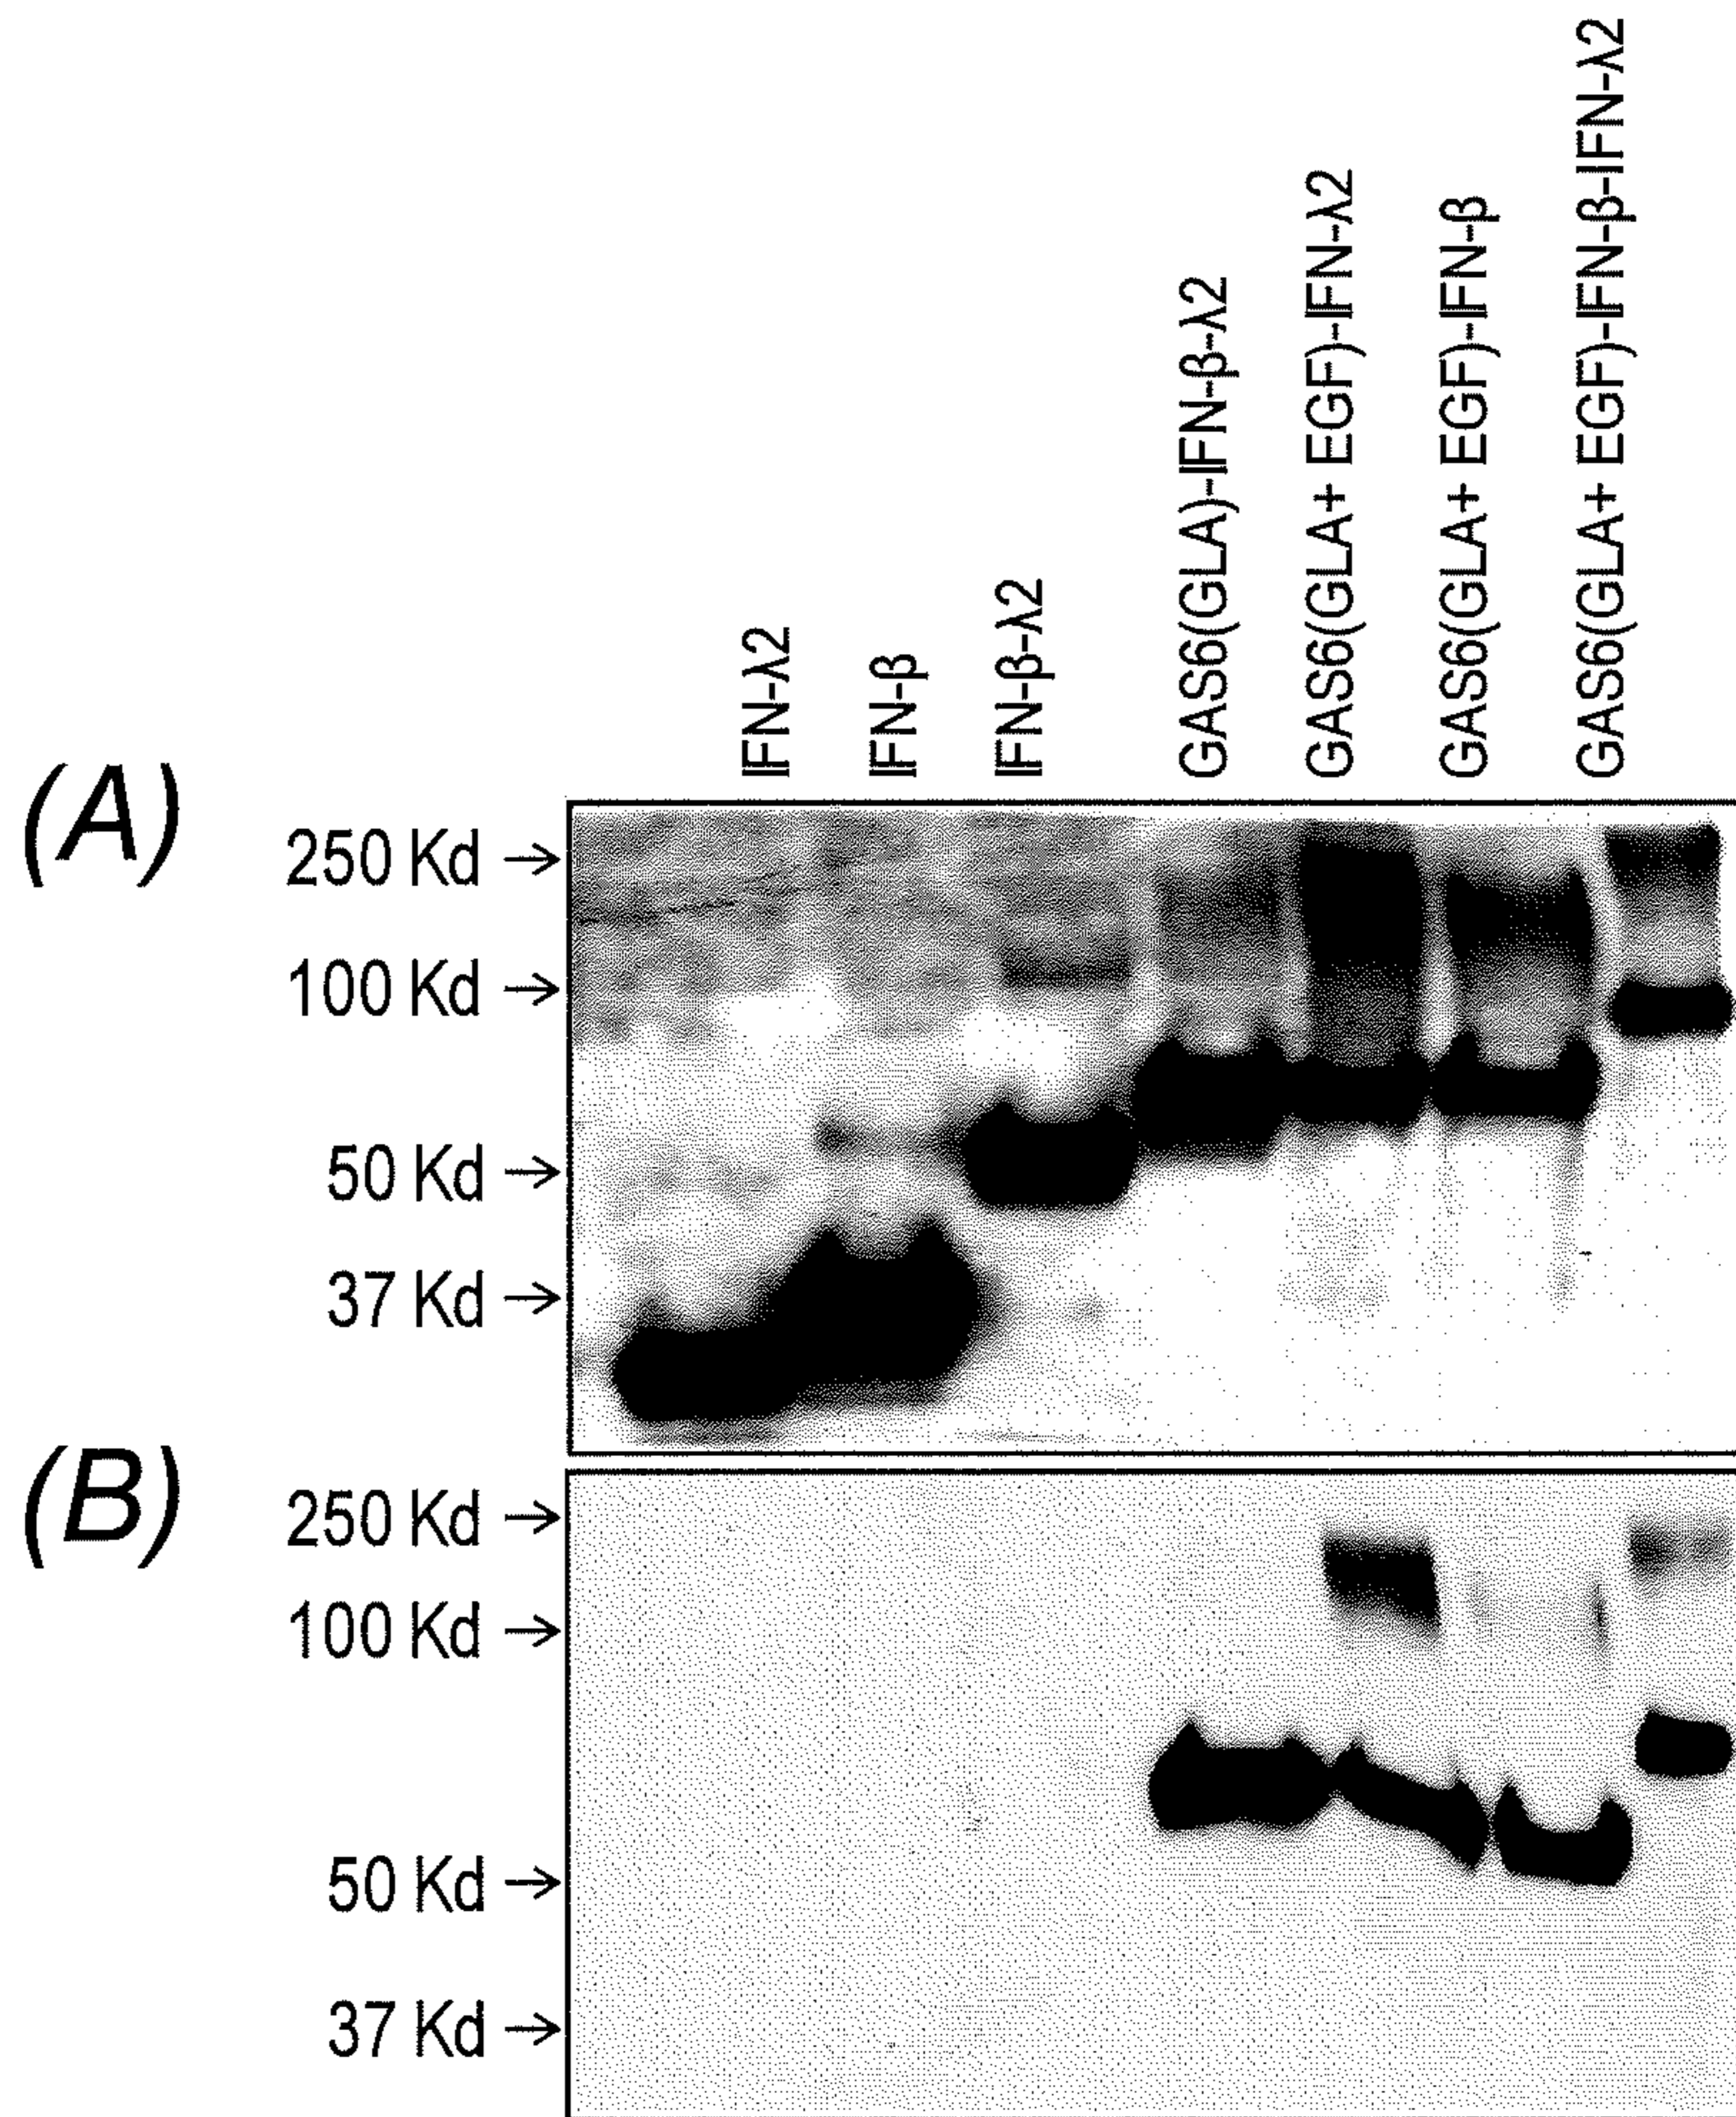 IFN-λ2
IFN-β
IFN-β-λ2
GAS6(GLA)-IFN-β-λ2
GAS6(GLA+ EGF)-IFN-λ2
GAS6(GLA+ EGF)-IFN-β
GAS6(GLA+ EGF)-IFN-β-IFN-λ2
(A)
250 Kd →
100 Kd →
50 Kd →
37 Kd →
(B)
250 Kd →
100 Kd →
50 Kd →
37 Kd →